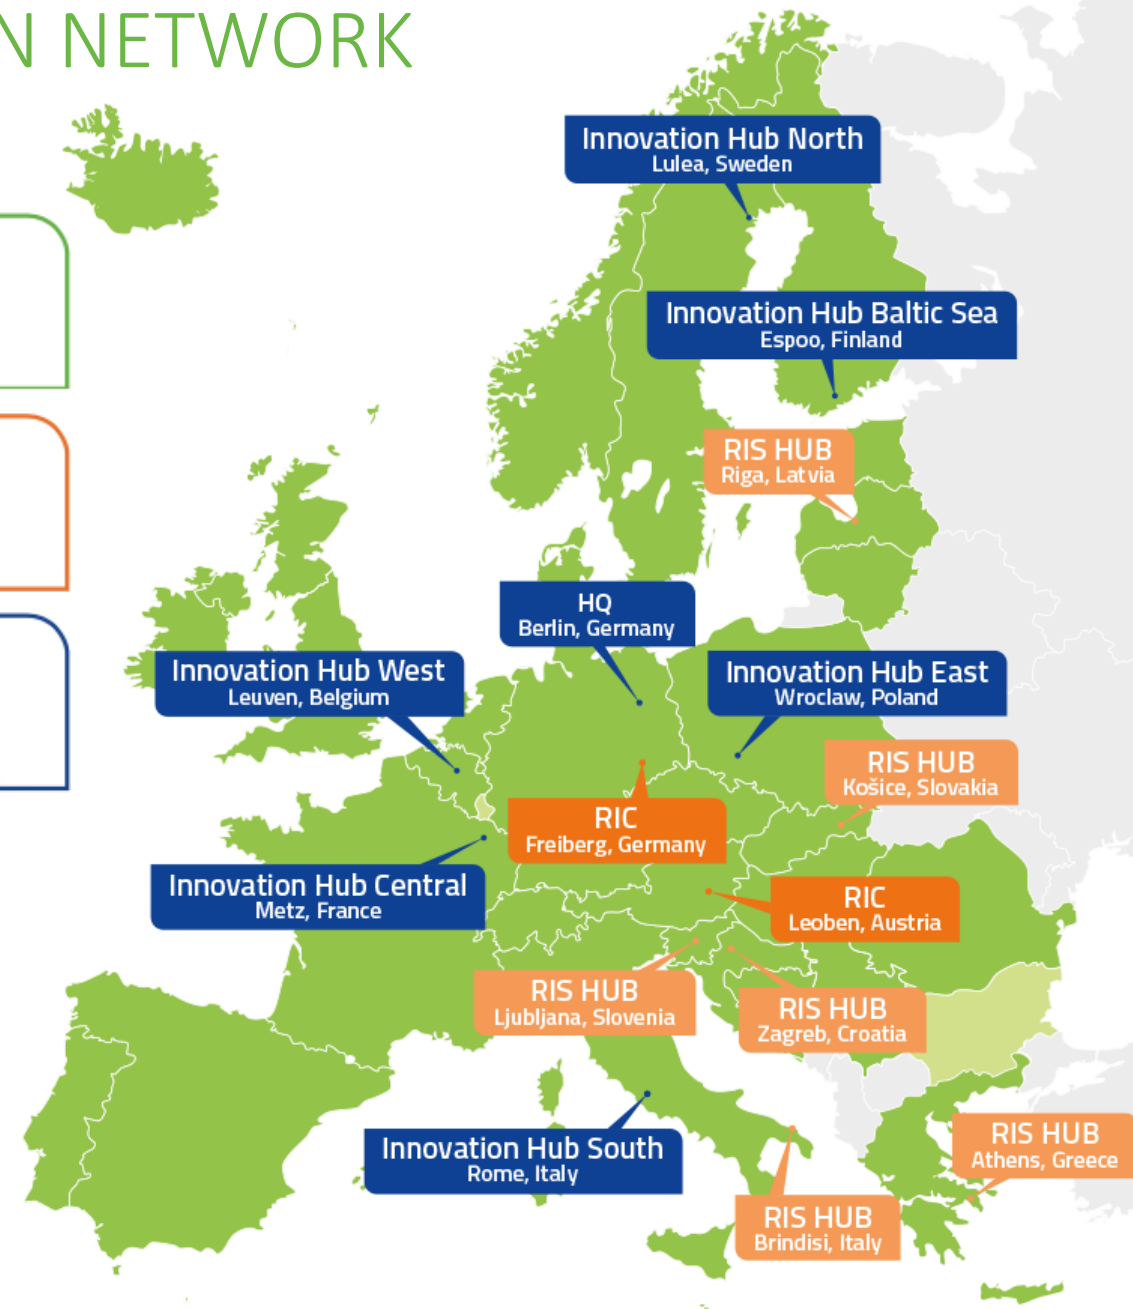 N NETWORK
Innovation Hub North
Lulea, Sweden
Innovation Hub Baltic Sea
Espoo, Finland
RIS HUB
Riga, Latvia
HQ
Berlin, Germany
Innovation Hub West
Leuven, Belgium
Innovation Hub East
Wroclaw, Poland
RIS HUB
Košice, Slovakia
RIC
Freiberg, Germany
Innovation Hub Central
Metz, France
RIC
Leoben, Austria
RIS HUB
Ljubljana, Slovenia
RIS HUB
Zagreb, Croatia
Innovation Hub South
Rome, Italy
RIS HUB
Athens, Greece
RIS HUB
Brindisi, Italy